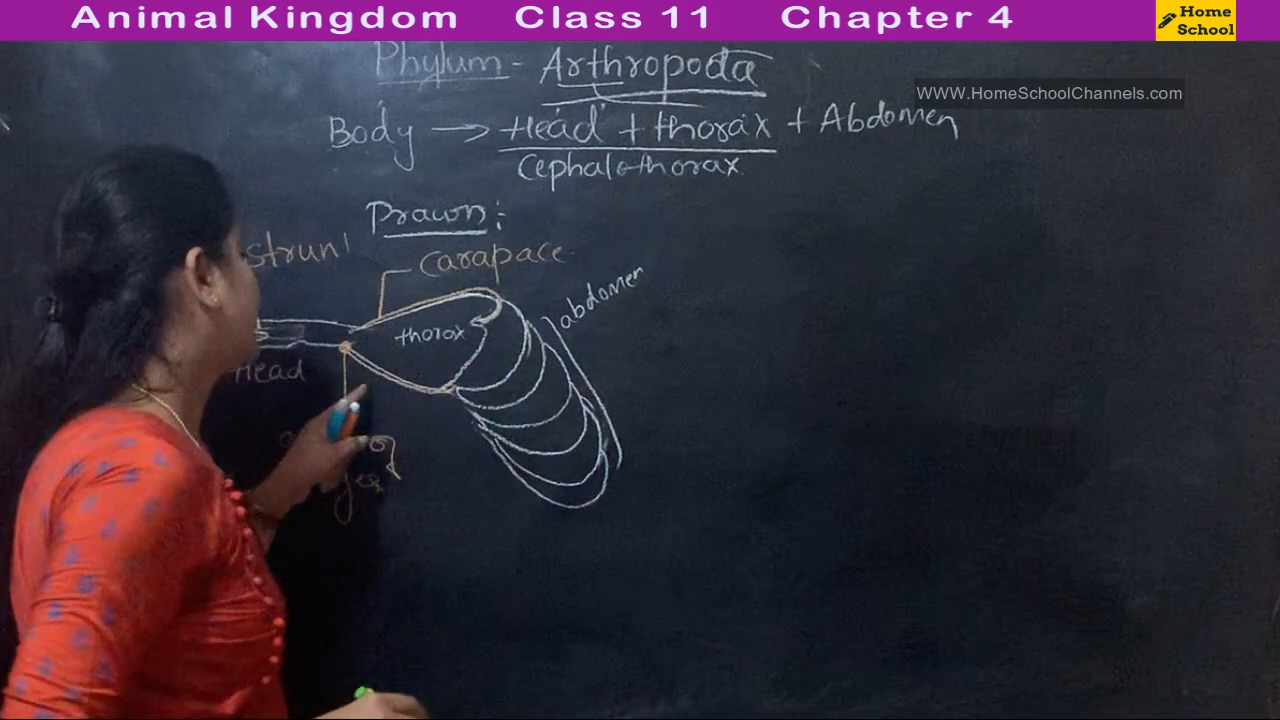 Animal Kingdom Class 11 Chapter 4
Home
School
Phylum - Arthropoda
WWW.HomeSchoolChannels.com
Body → Head + thorax + Abdomen
Cephalothorax
Prawn :-
Carapace
abdomen
thorax
Head